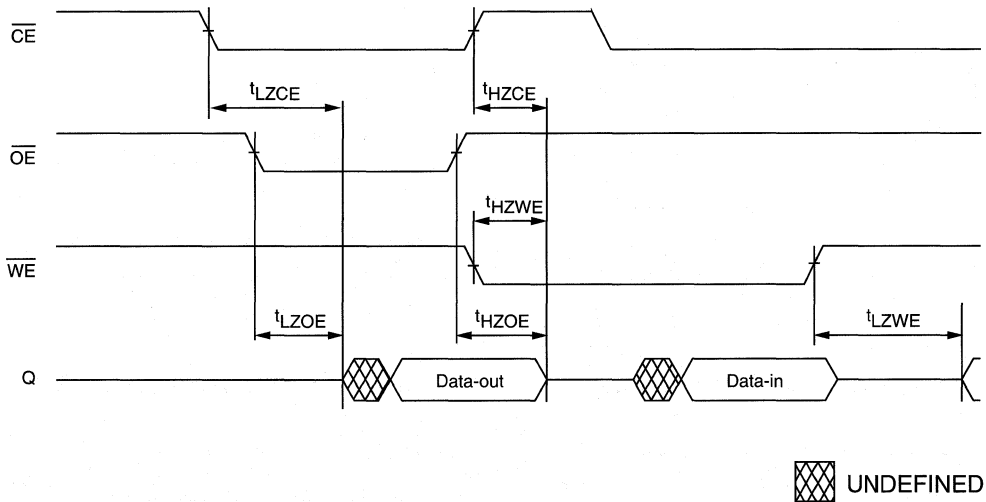 CE
tLZCE
tHZCE
OE
tHZWE
WE
tLZOE
tHZOE
tLZWE
Q
Data-out
Data-in
UNDEFINED